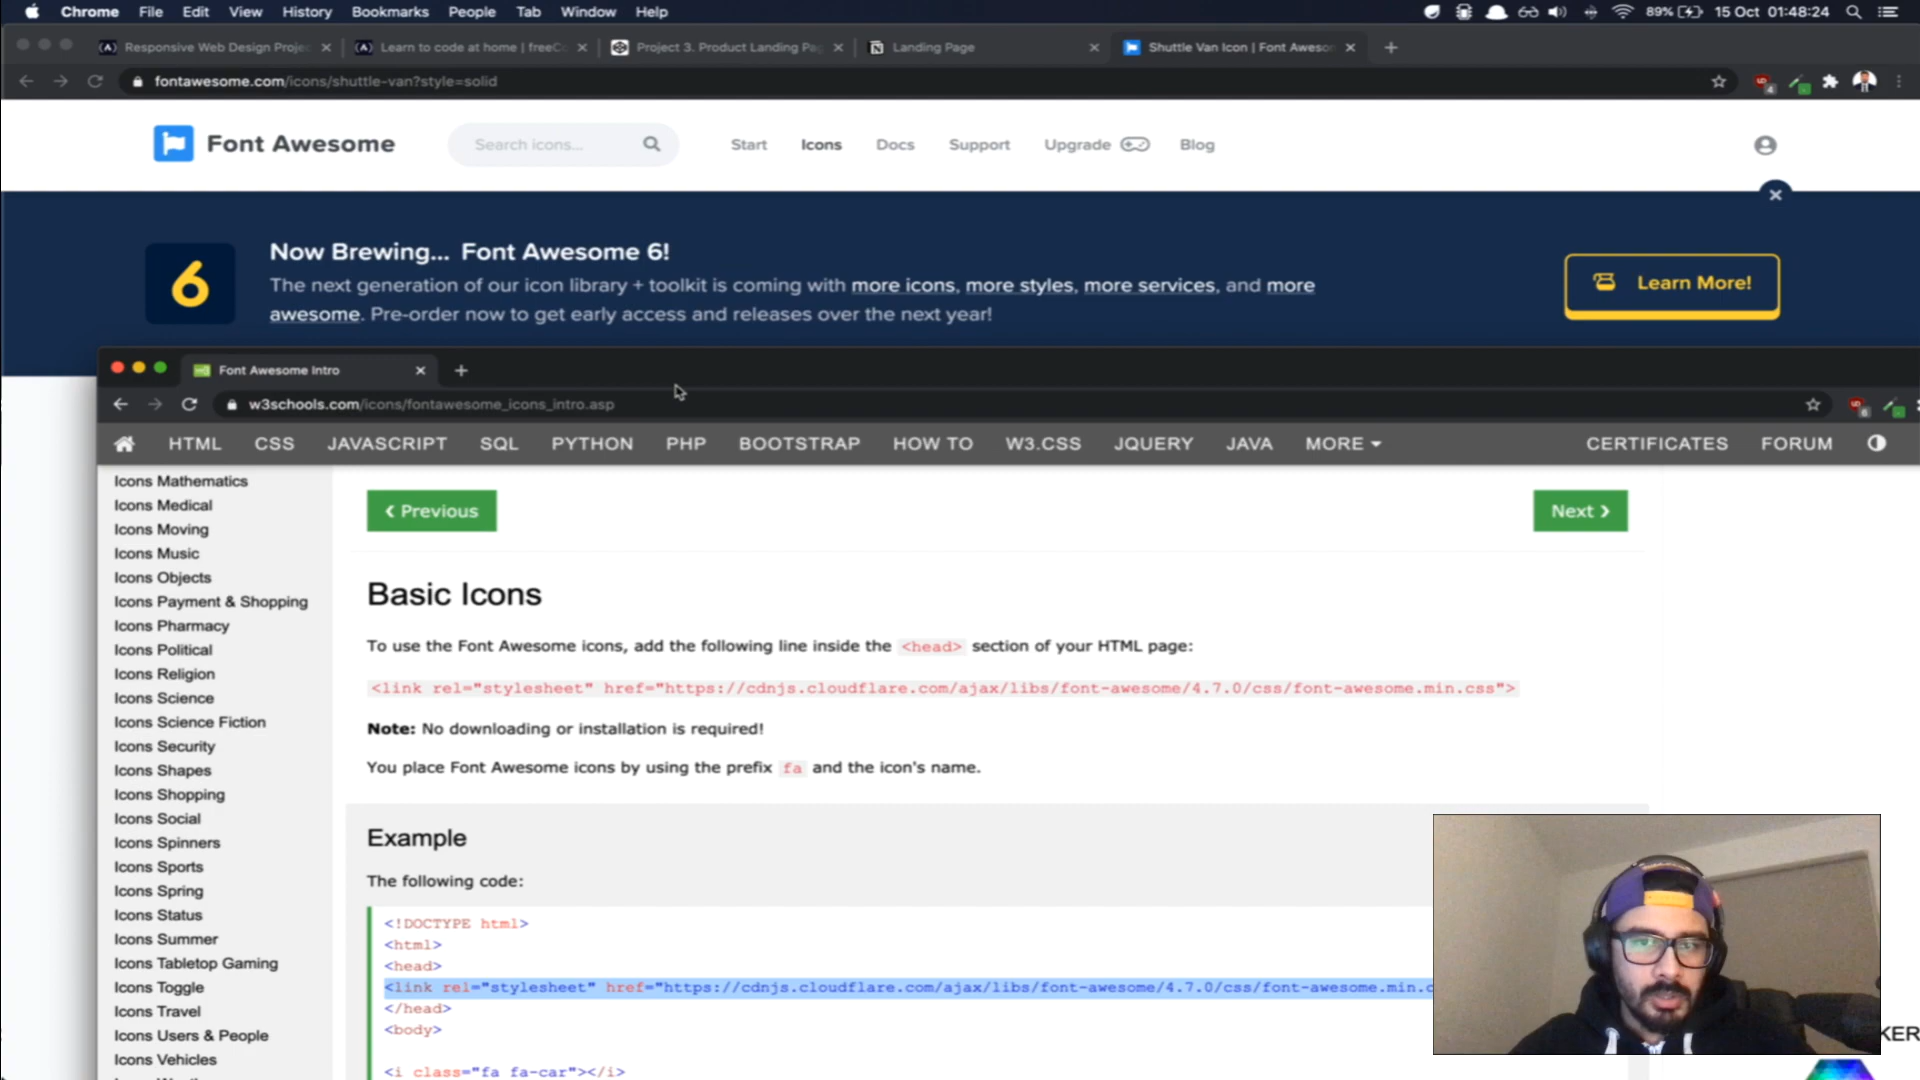 Chrome File Edit View History Bookmarks People Tab Window Help 89% 15 Oct 01:48:24
Responsive Web Design Proje Learn to code at home | freeC Project 3. Product Landing Pa Landing Page Shuttle Van Icon | Font Aweso
fontawesome.com/icons/shuttle-van?style=solid
Font Awesome Search icons... Start Icons Docs Support Upgrade Blog
6
Now Brewing... Font Awesome 6!
The next generation of our icon library + toolkit is coming with more icons, more styles, more services, and more
awesome. Pre-order now to get early access and releases over the next year!
Learn More!
Font Awesome Intro
w3schools.com/icons/fontawesome_icons_intro.asp
HTML CSS JAVASCRIPT SQL PYTHON PHP BOOTSTRAP HOW TO W3.CSS JQUERY JAVA MORE CERTIFICATES FORUM
Icons Mathematics
Icons Medical
Icons Moving
Icons Music
Icons Objects
Icons Payment & Shopping
Icons Pharmacy
Icons Political
Icons Religion
Icons Science
Icons Science Fiction
Icons Security
Icons Shapes
Icons Shopping
Icons Social
Icons Spinners
Icons Sports
Icons Spring
Icons Status
Icons Summer
Icons Tabletop Gaming
Icons Toggle
Icons Travel
Icons Users & People
Icons Vehicles
❮ Previous Next ❯
Basic Icons
To use the Font Awesome icons, add the following line inside the <head> section of your HTML page:
<link rel="stylesheet" href="https://cdnjs.cloudflare.com/ajax/libs/font-awesome/4.7.0/css/font-awesome.min.css">
Note: No downloading or installation is required!
You place Font Awesome icons by using the prefix fa and the icon's name.
Example
The following code:
<!DOCTYPE html>
<html>
<head>
<link rel="stylesheet" href="https://cdnjs.cloudflare.com/ajax/libs/font-awesome/4.7.0/css/font-awesome.min.c
</head>
<body>
<i class="fa fa-car"></i>
KER